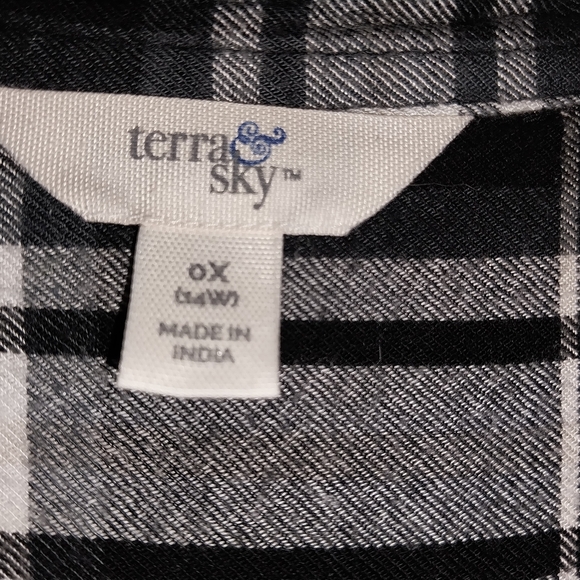 terra &
sky™
0X
(14W)
MADE IN
INDIA